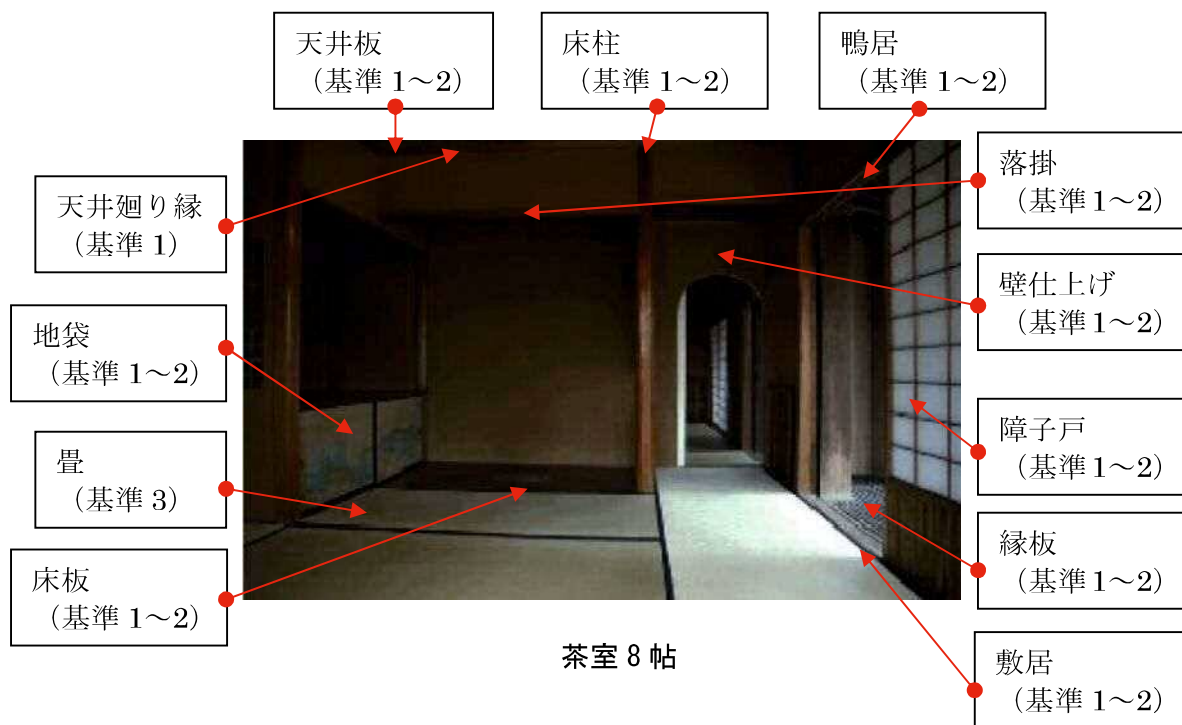 天井板
(基準 1~2)
床柱
(基準 1~2)
鴨居
(基準 1~2)
落掛
(基準 1~2)
天井廻り縁
(基準 1)
壁仕上げ
(基準 1~2)
地袋
(基準 1~2)
障子戸
(基準 1~2)
畳
(基準 3)
縁板
(基準 1~2)
床板
(基準 1~2)
敷居
(基準 1~2)
茶室 8 帖